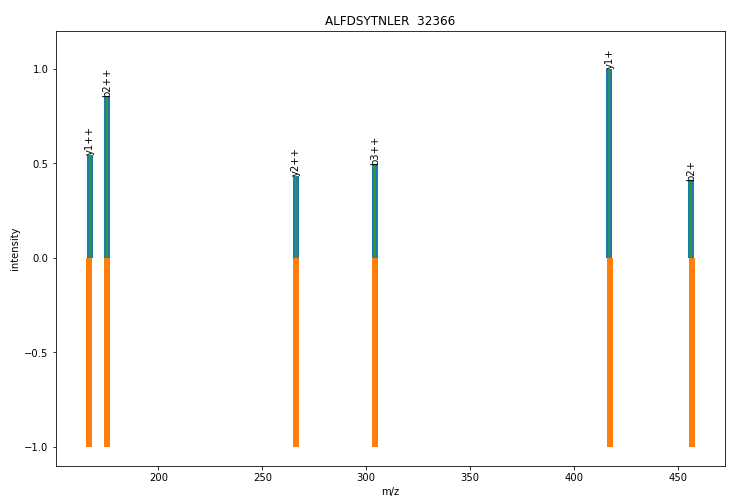 ALFDSYTNLER 32366
y1+
b2++
y1++
b3++
y2++
b2+
1.0
0.5
0.0
−0.5
−1.0
intensity
200
250
300
350
400
450
m/z